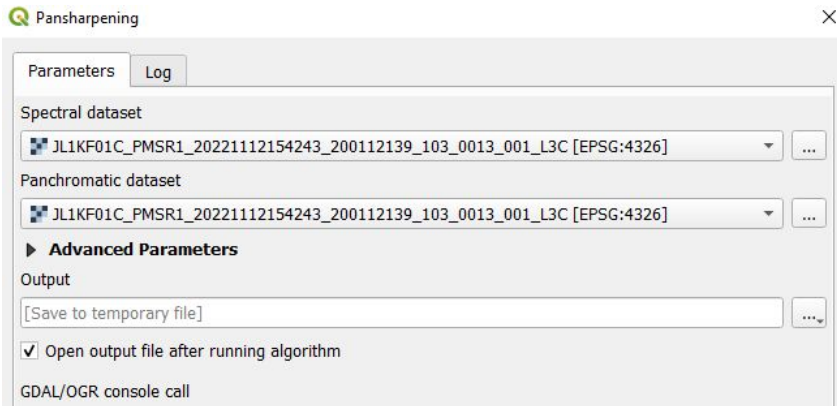 Pansharpening
Parameters Log
Spectral dataset
JL1KF01C_PMSR1_20221112154243_200112139_103_0013_001_L3C [EPSG:4326]
...
Panchromatic dataset
JL1KF01C_PMSR1_20221112154243_200112139_103_0013_001_L3C [EPSG:4326]
...
Advanced Parameters
Output
[Save to temporary file]
...
Open output file after running algorithm
GDAL/OGR console call